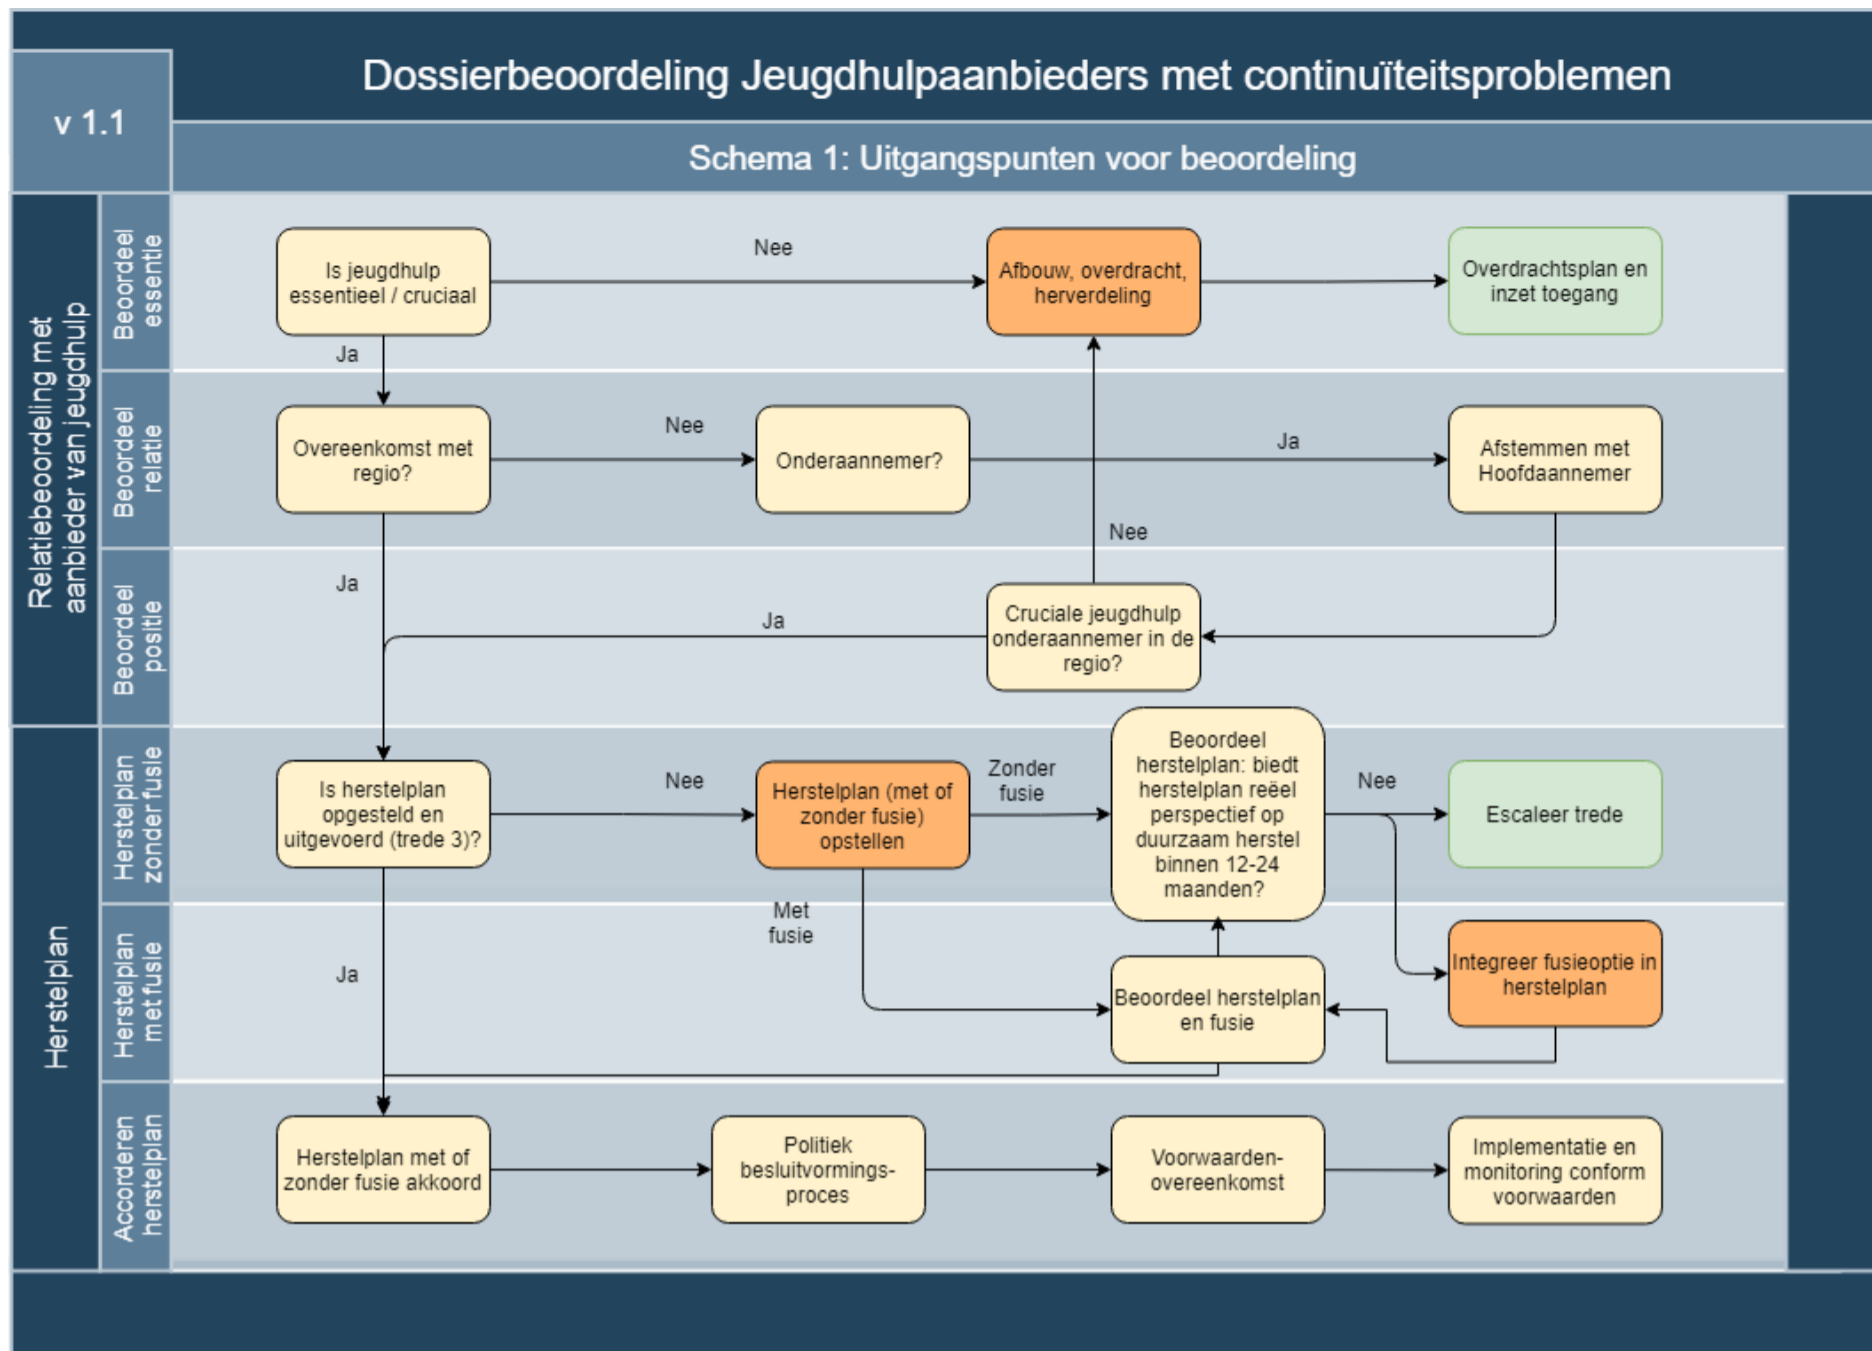 Dossierbeoordeling Jeugdhulpaanbieders met continuïteitsproblemen
v 1.1
Schema 1: Uitgangspunten voor beoordeling
Relatiebeoordeling met
aanbieder van jeugdhulp
Beoordeel
essentie
Is jeugdhulp
essentieel / cruciaal
Nee
Afbouw, overdracht,
herverdeling
Overdrachtsplan en
inzet toegang
Ja
Beoordeel
relatie
Overeenkomst met
regio?
Nee
Onderaannemer?
Ja
Afstemmen met
Hoofdaannemer
Nee
Beoordeel
positie
Ja
Ja
Cruciale jeugdhulp
onderaannemer in de
regio?
Herstelplan
Herstelplan
zonder fusie
Is herstelplan
opgesteld en
uitgevoerd (trede 3)?
Nee
Herstelplan (met of
zonder fusie)
opstellen
Zonder
fusie
Beoordeel
herstelplan: biedt
herstelplan reëel
perspectief op
duurzaam herstel
binnen 12-24
maanden?
Nee
Escaleer trede
Herstelplan
met fusie
Ja
Met
fusie
Beoordeel herstelplan
en fusie
Integreer fusieoptie in
herstelplan
Accorderen
herstelplan
Herstelplan met of
zonder fusie akkoord
Politiek
besluitvormings-
proces
Voorwaarden-
overeenkomst
Implementatie en
monitoring conform
voorwaarden